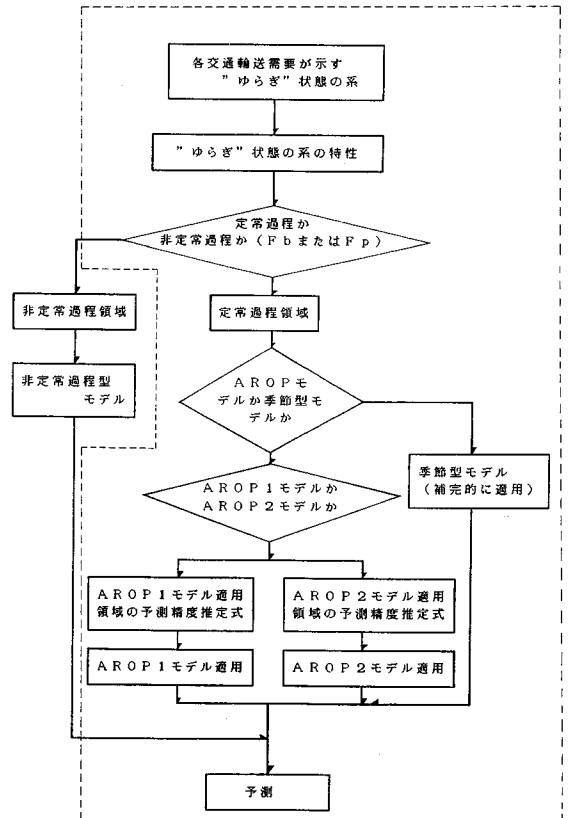 各交通輸送需要が示す
”ゆらぎ”状態の系
”ゆらぎ”状態の系の特性
定常過程か
非定常過程か（FbまたはFp）
非定常過程領域
定常過程領域
非定常過程型
モデル
AROPモ
デルか季節型モ
デルか
季節型モデル
（補完的に適用）
AROP1モデルか
AROP2モデルか
AROP1モデル適用
領域の予測精度推定式
AROP2モデル適用
領域の予測精度推定式
AROP1モデル適用
AROP2モデル適用
予測